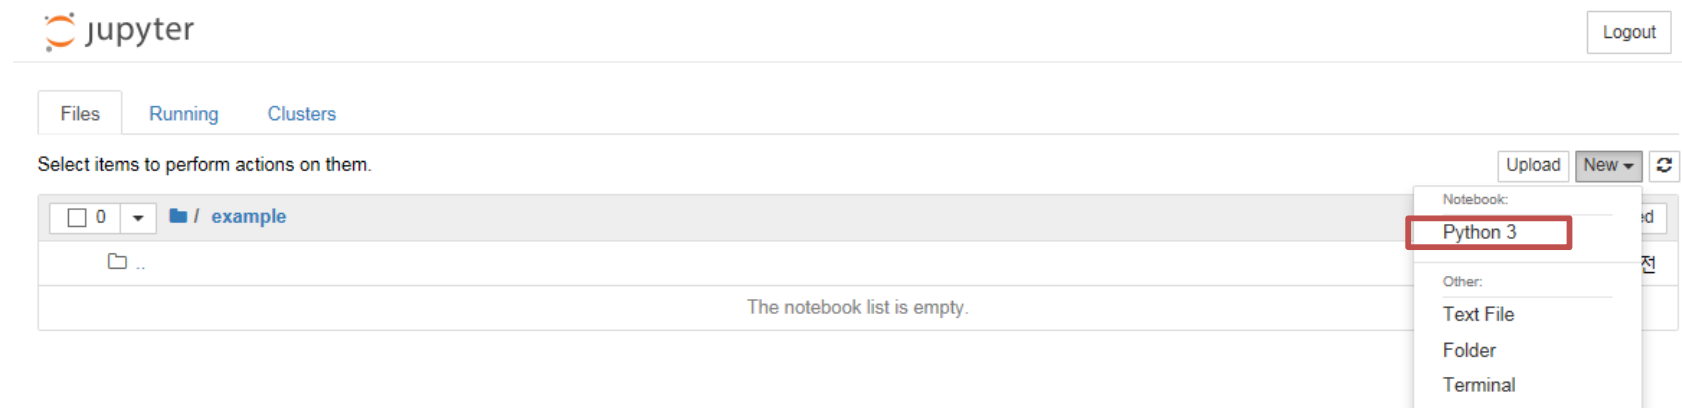 jupyter
Logout
Files Running Clusters
Select items to perform actions on them.
Upload New
0 / example
Notebook:
Python 3
..
전
Other:
The notebook list is empty.
Text File
Folder
Terminal